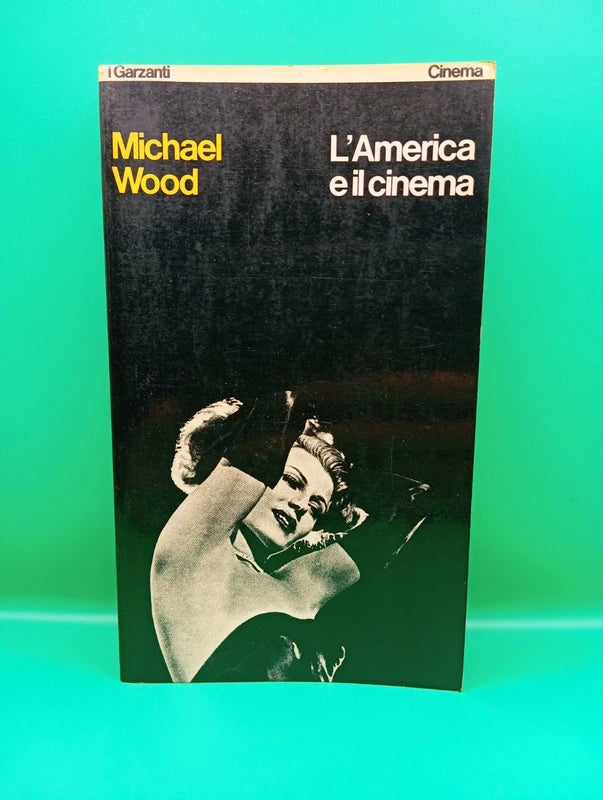 i Garzanti
Cinema
Michael
Wood
L'America
e il cinema